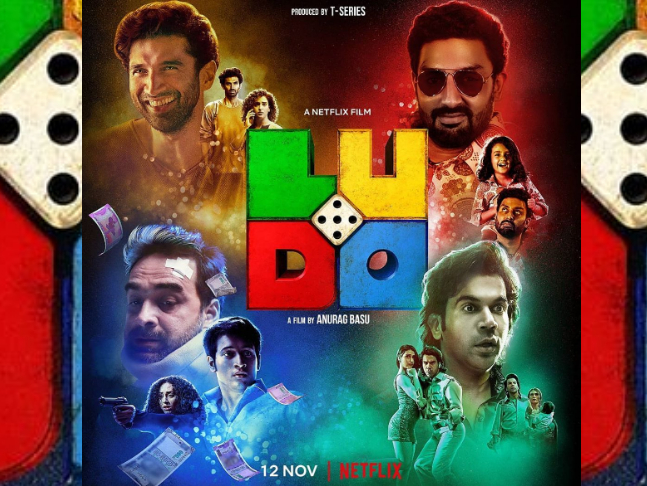 PRODUCED BY T-SERIES
A NETFLIX FILM
LU
DO
A FILM BY ANURAG BASU
12 NOV | NETFLIX